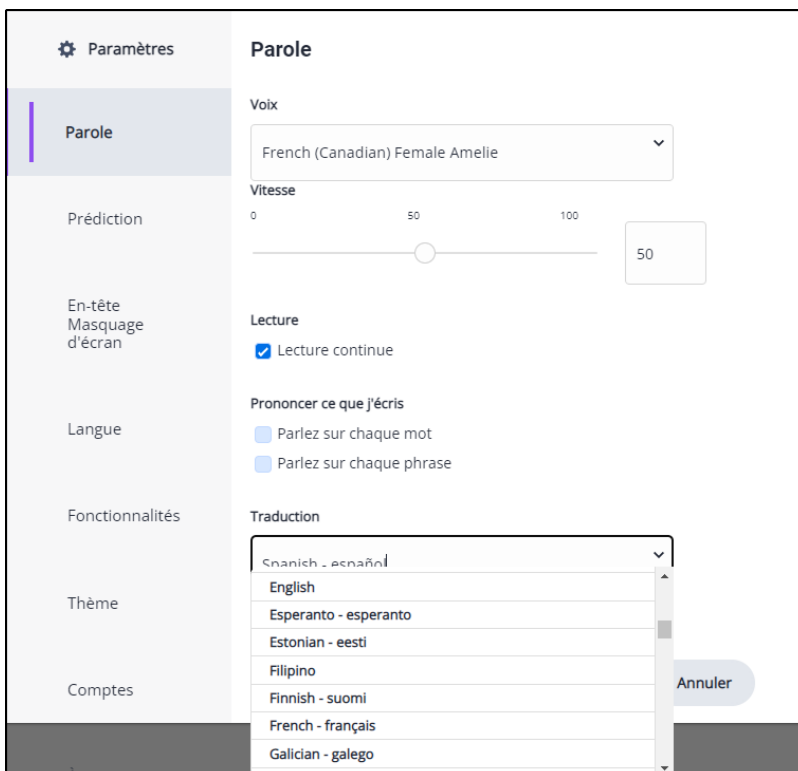 Paramètres
Parole
Prédiction
En-tête
Masquage
d'écran
Langue
Fonctionnalités
Thème
Comptes
Parole
Voix
French (Canadian) Female Amelie
Vitesse
0 50 100
50
Lecture
Lecture continue
Prononcer ce que j'écris
Parlez sur chaque mot
Parlez sur chaque phrase
Traduction
Spanish - español
English
Esperanto - esperanto
Estonian - eesti
Filipino
Finnish - suomi
French - français
Galician - galego
Annuler